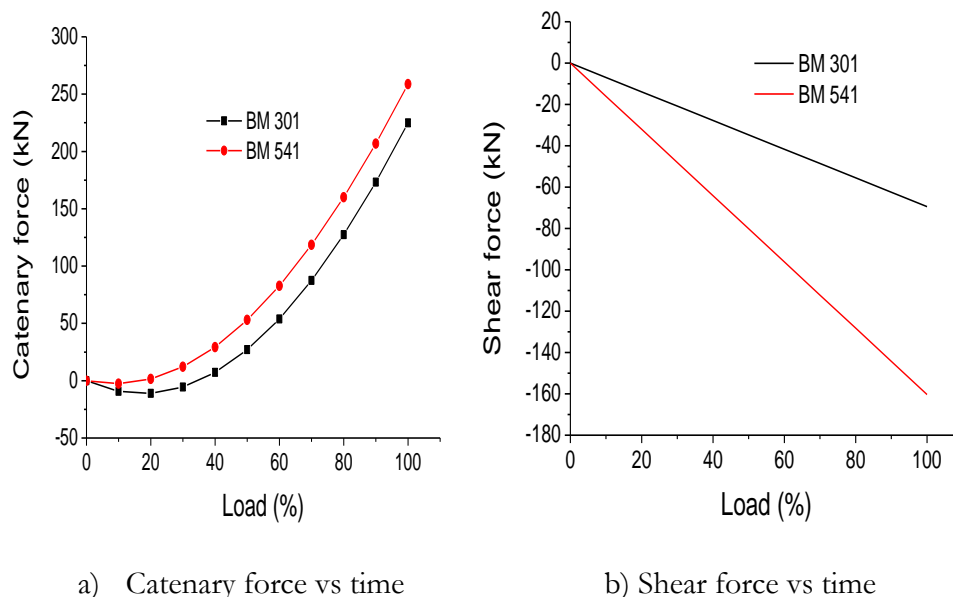 300
250
200
150
100
50
0
-50
Catenary force (kN)
BM 301
BM 541
0 20 40 60 80 100
Load (%)
0
-20
-40
-60
-80
-100
-120
-140
-160
-180
Shear force (kN)
BM 301
BM 541
0 20 40 60 80 100
Load (%)
a) Catenary force vs time
b) Shear force vs time